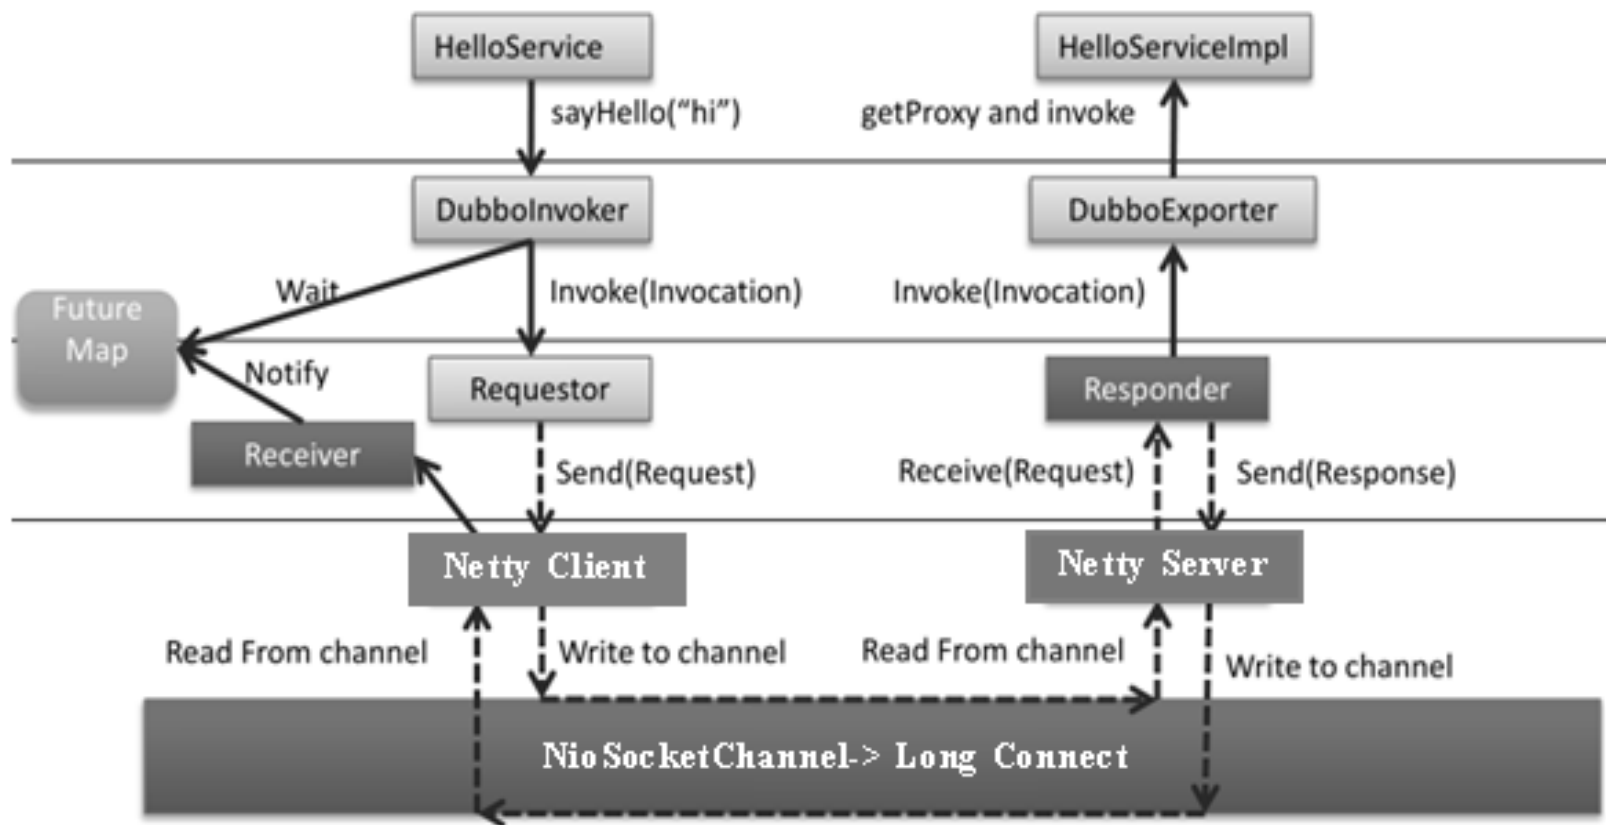 HelloService
HelloServiceImpl
sayHello(“hi”)
getProxy and invoke
DubboInvoker
DubboExporter
Wait
Invoke(Invocation)
Invoke(Invocation)
Future
Map
Notify
Requestor
Responder
Receiver
Send(Request)
Receive(Request)
Send(Response)
Netty Client
Netty Server
Read From channel
Write to channel
Read From channel
Write to channel
NioSocketChannel-> Long Connect